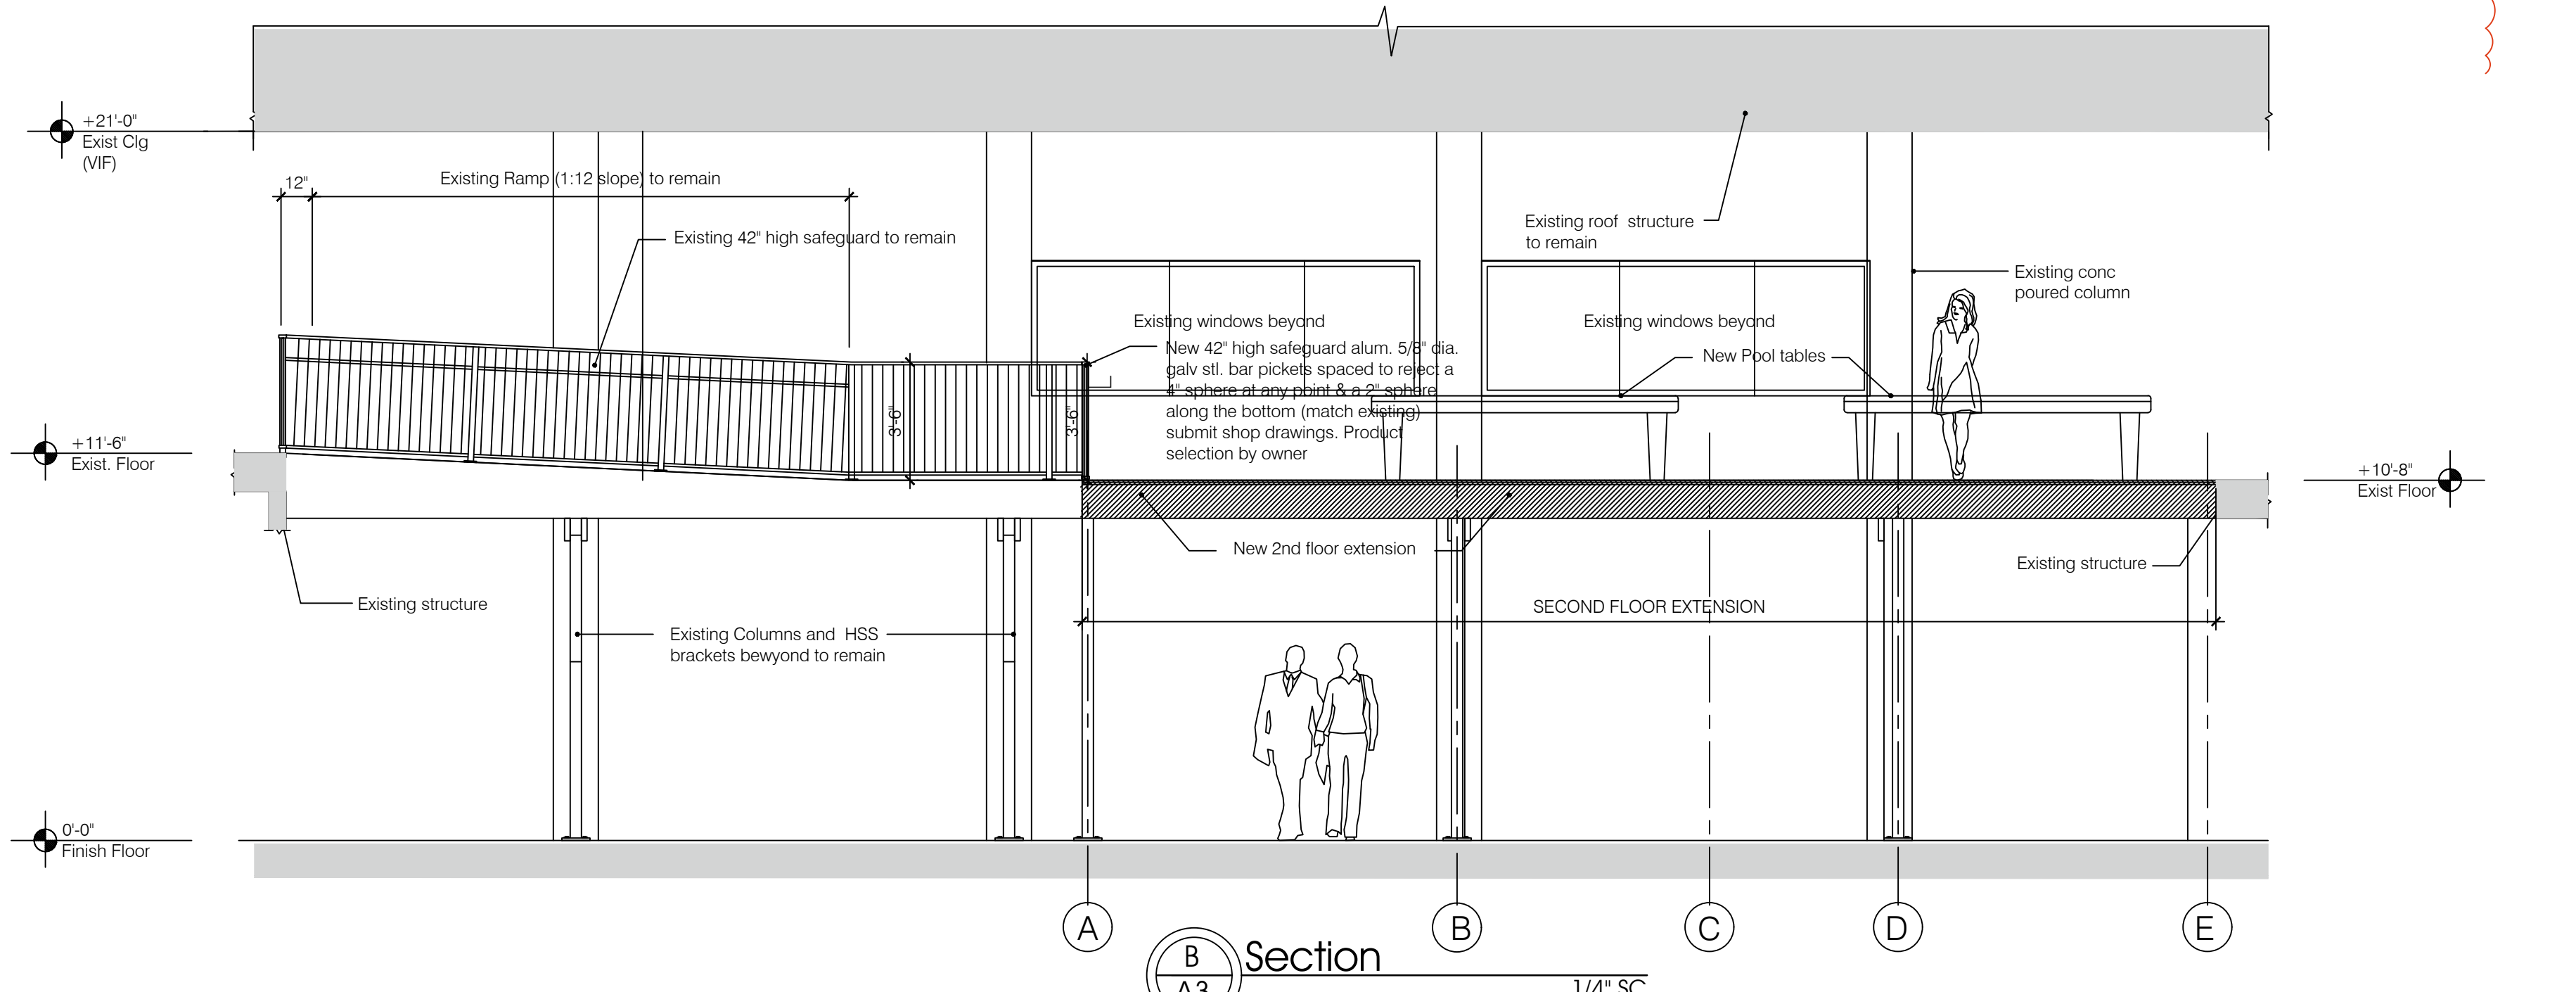 +21'-0"
Exist Clg
(VIF)
12"
Existing Ramp (1:12 slope) to remain
Existing 42" high safeguard to remain
Existing roof structure
to remain
Existing conc
poured column
Existing windows beyond
Existing windows beyond
New 42" high safeguard alum. 5/8" dia.
galv stl. bar pickets spaced to reject a
4" sphere at any point & a 2" sphere
along the bottom (match existing)
submit shop drawings. Product
selection by owner
New Pool tables
3'-6"
3'-6"
+11'-6"
Exist. Floor
+10'-8"
Exist Floor
New 2nd floor extension
Existing structure
Existing structure
SECOND FLOOR EXTENSION
Existing Columns and HSS
brackets bewyond to remain
0'-0"
Finish Floor
A
B
C
D
E
B
A3
Section
1/4" SC